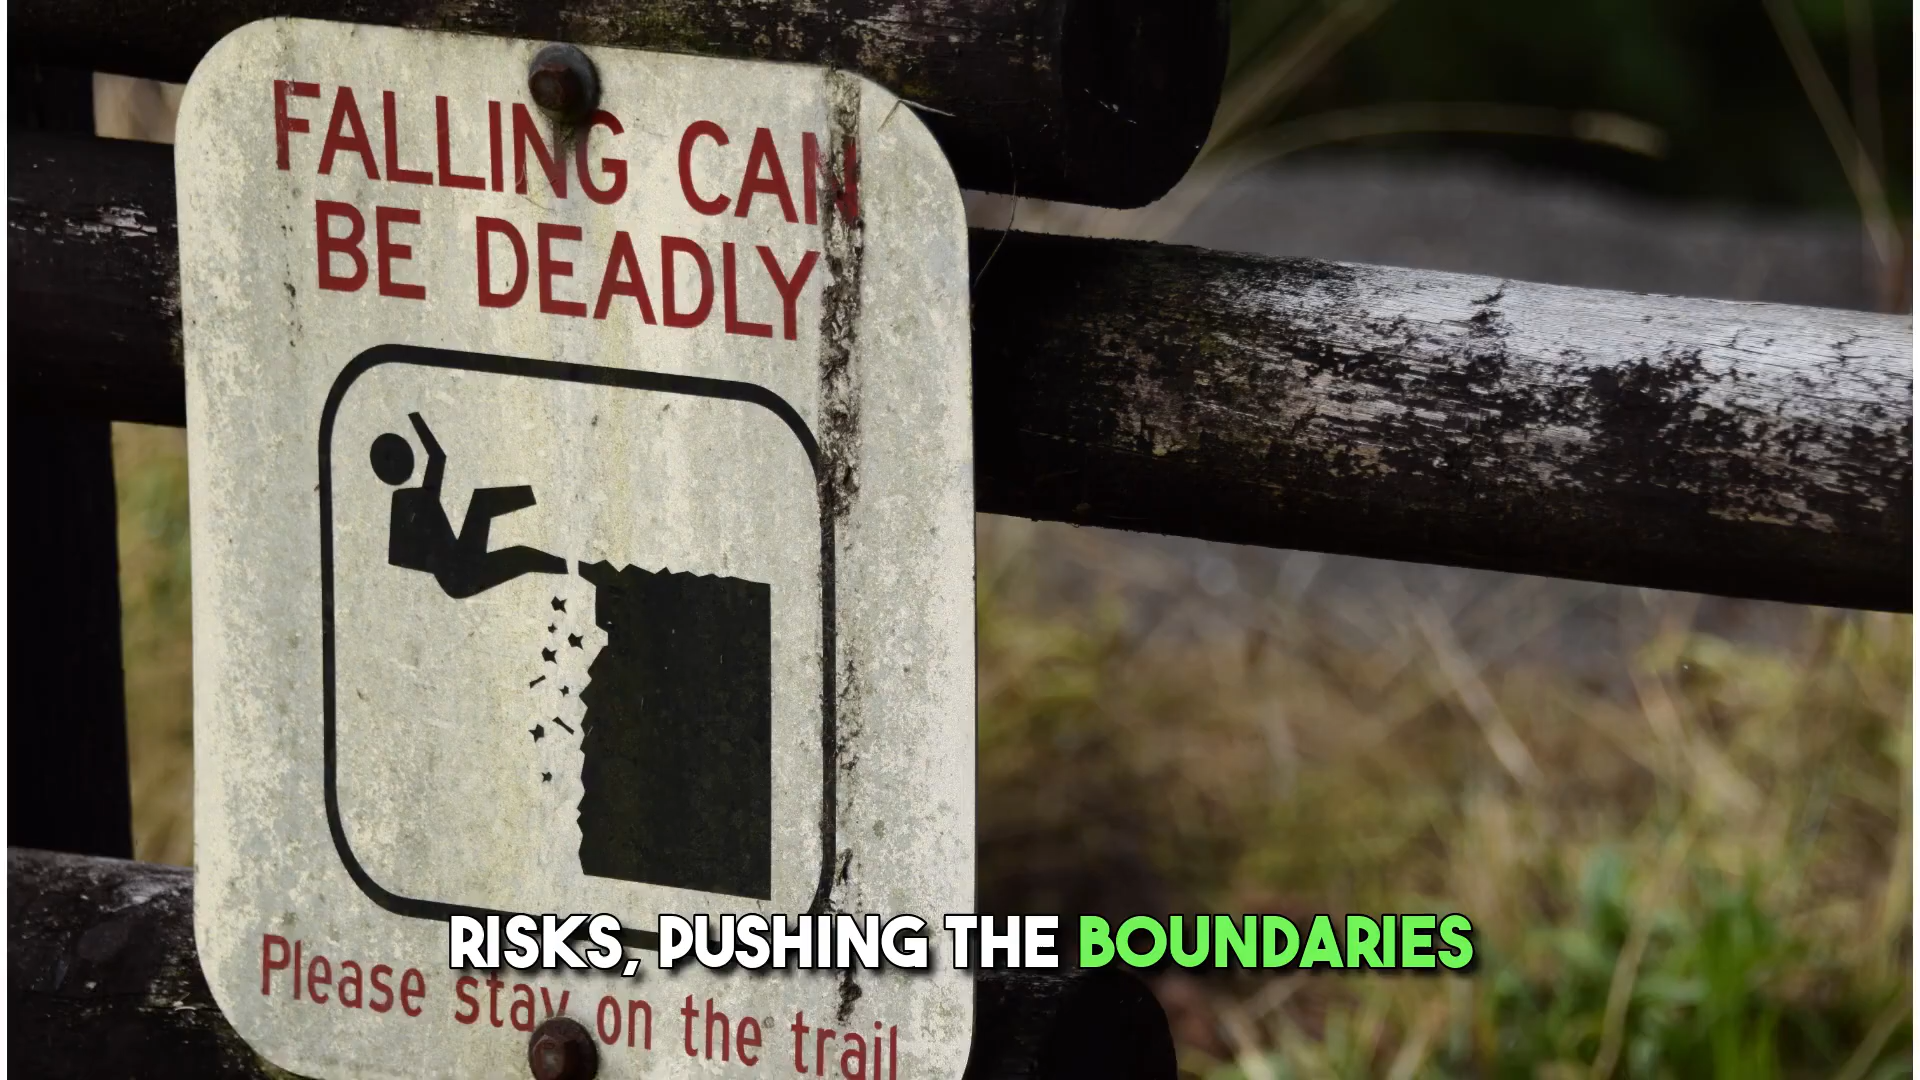 FALLING CAN
BE DEADLY
RISKS, PUSHING THE BOUNDARIES
Please stay on the trail